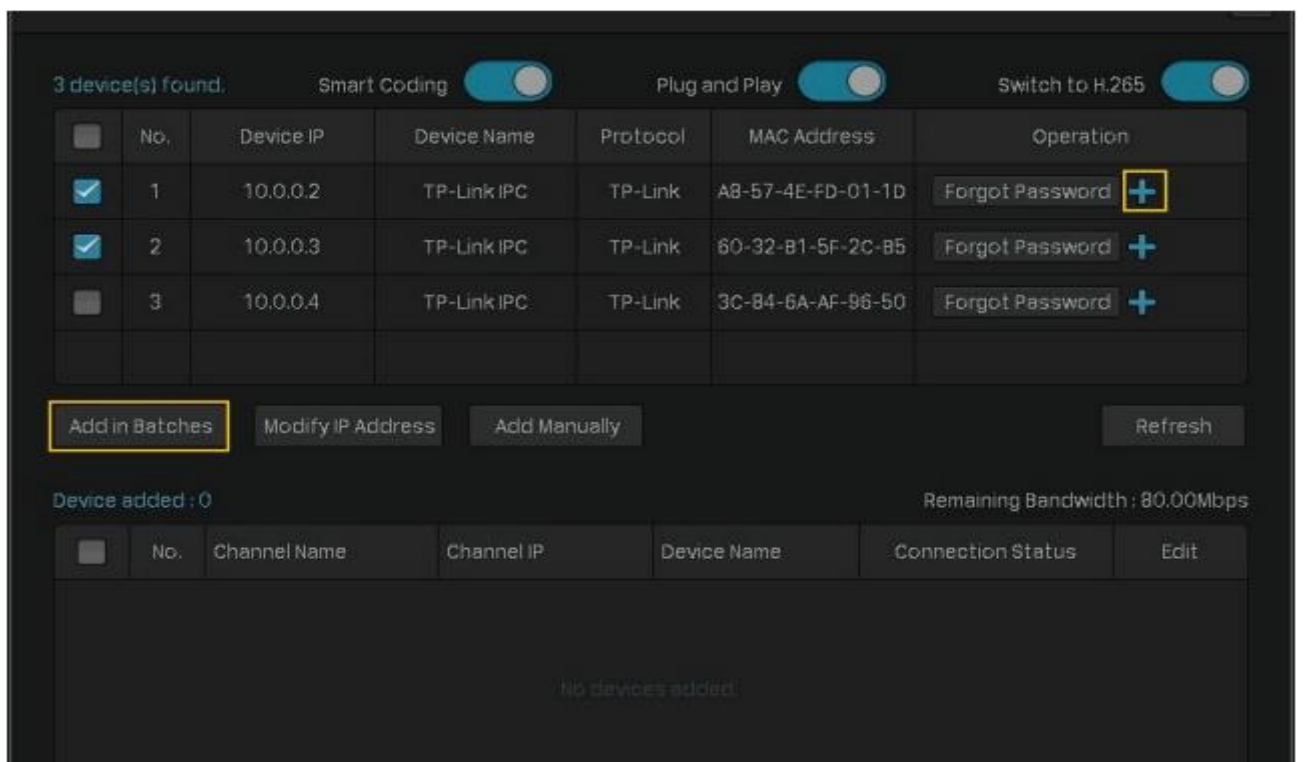 3 device(s) found. Smart Coding Plug and Play Switch to H.265
No. Device IP Device Name Protocol MAC Address Operation
1 10.0.0.2 TP-Link IPC TP-Link A8-57-4E-FD-01-1D Forgot Password +
2 10.0.0.3 TP-Link IPC TP-Link 60-32-B1-5F-2C-B5 Forgot Password +
3 10.0.0.4 TP-Link IPC TP-Link 3C-84-6A-AF-96-50 Forgot Password +
Add in Batches Modify IP Address Add Manually Refresh
Device added : 0 Remaining Bandwidth : 80.00Mbps
No. Channel Name Channel IP Device Name Connection Status Edit
No devices added.